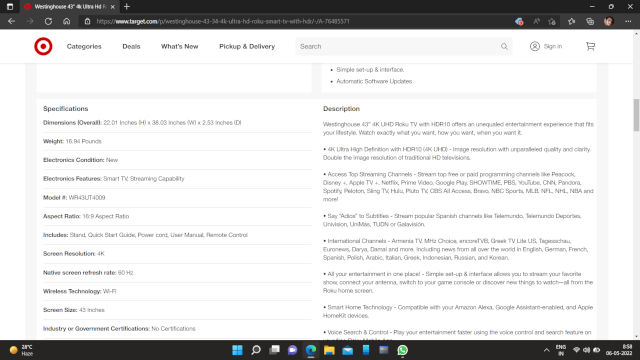 Westinghouse 43" 4k Ultra Hd F
https://www.target.com/p/westinghouse-43-34-4k-ultra-hd-roku-smart-tv-with-hdr/-/A-76485571
Categories Deals What's New Pickup & Delivery Search Sign in
• Simple set-up & interface.
• Automatic Software Updates
Specifications
Dimensions (Overall): 22.01 Inches (H) x 38.03 Inches (W) x 2.53 Inches (D)
Weight: 16.94 Pounds
Electronics Condition: New
Electronics Features: Smart TV, Streaming Capability
Model #: WR43UT4009
Aspect Ratio: 16:9 Aspect Ratio
Includes: Stand, Quick Start Guide, Power cord, User Manual, Remote Control
Screen Resolution: 4K
Native screen refresh rate: 60 Hz
Wireless Technology: Wi-Fi
Screen Size: 43 Inches
Industry or Government Certifications: No Certifications
Description
Westinghouse 43" 4K UHD Roku TV with HDR10 offers an unequaled entertainment experience that fits
your lifestyle. Watch exactly what you want, how you want, when you want it.
• 4K Ultra High Definition with HDR10 (4K UHD) - Image resolution with unparalleled quality and clarity.
Double the image resolution of traditional HD televisions.
• Access Top Streaming Channels - Stream top free or paid programming channels like Peacock,
Disney +, Apple TV +, Netflix, Prime Video, Google Play, SHOWTIME, PBS, YouTube, CNN, Pandora,
Spotify, Peloton, Sling TV, Hulu, Pluto TV, CBS All Access, Bravo, NBC Sports, MLB, NFL, NHL, NBA and
more!
• Say "Adios" to Subtitles - Stream popular Spanish channels like Telemundo, Telemundo Deportes,
Univision, UniMas, TUDN or Galavisión.
• International Channels - Armenia TV, MHz Choice, encoreTVB, Greek TV Lite US, Tagesschau,
Euronews, Darya, Damai and more. Including news from all over the world in English, German, French,
Spanish, Polish, Arabic, Italian, Greek, Indonesian, Russian, and Korean.
• All your entertainment in one place! - Simple set-up & interface allows you to stream your favorite
show, connect your antenna, switch to your game console or discover new things to watch—all from the
Roku home screen.
• Smart Home Technology - Compatible with your Amazon Alexa, Google Assistant-enabled, and Apple
HomeKit devices.
• Voice Search & Control - Play your entertainment faster using the voice control and search feature on
28°C
Haze
ENG
IN
8:58
06-05-2022